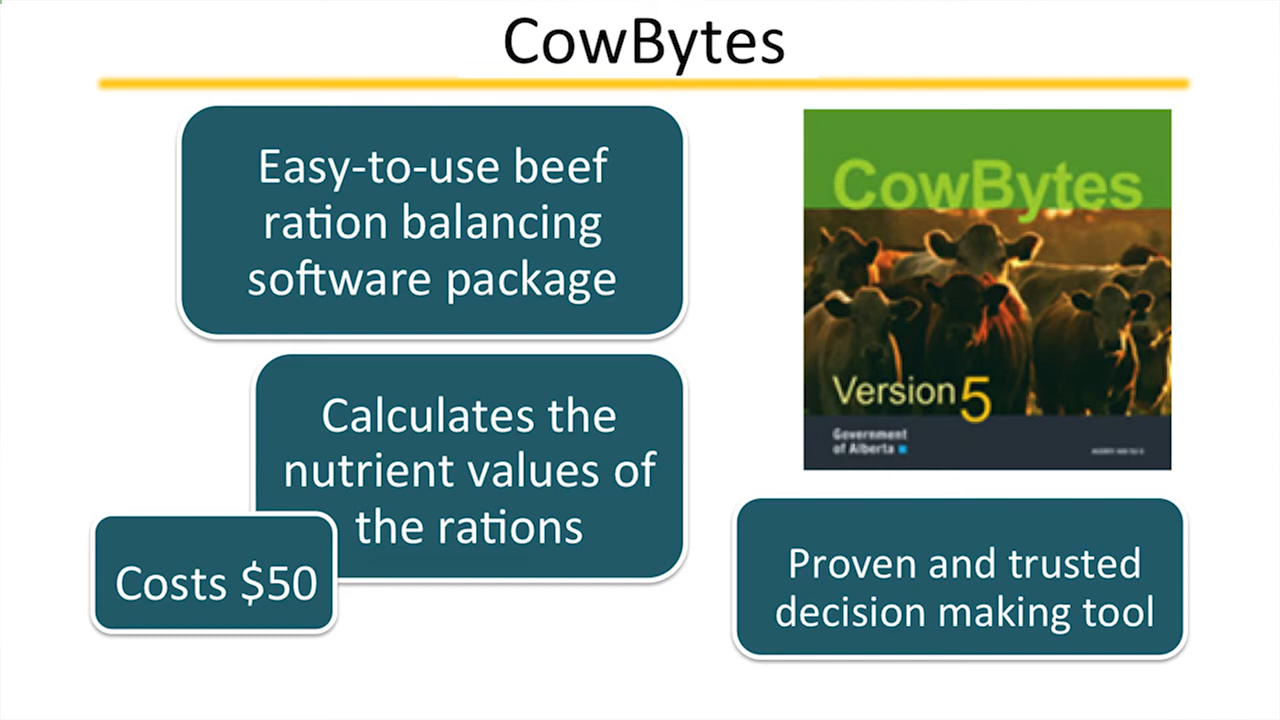 CowBytes
Easy-to-use beef
ration balancing
software package
Calculates the
nutrient values of
the rations
Costs $50
CowBytes
Version 5
Government
of Alberta
Proven and trusted
decision making tool